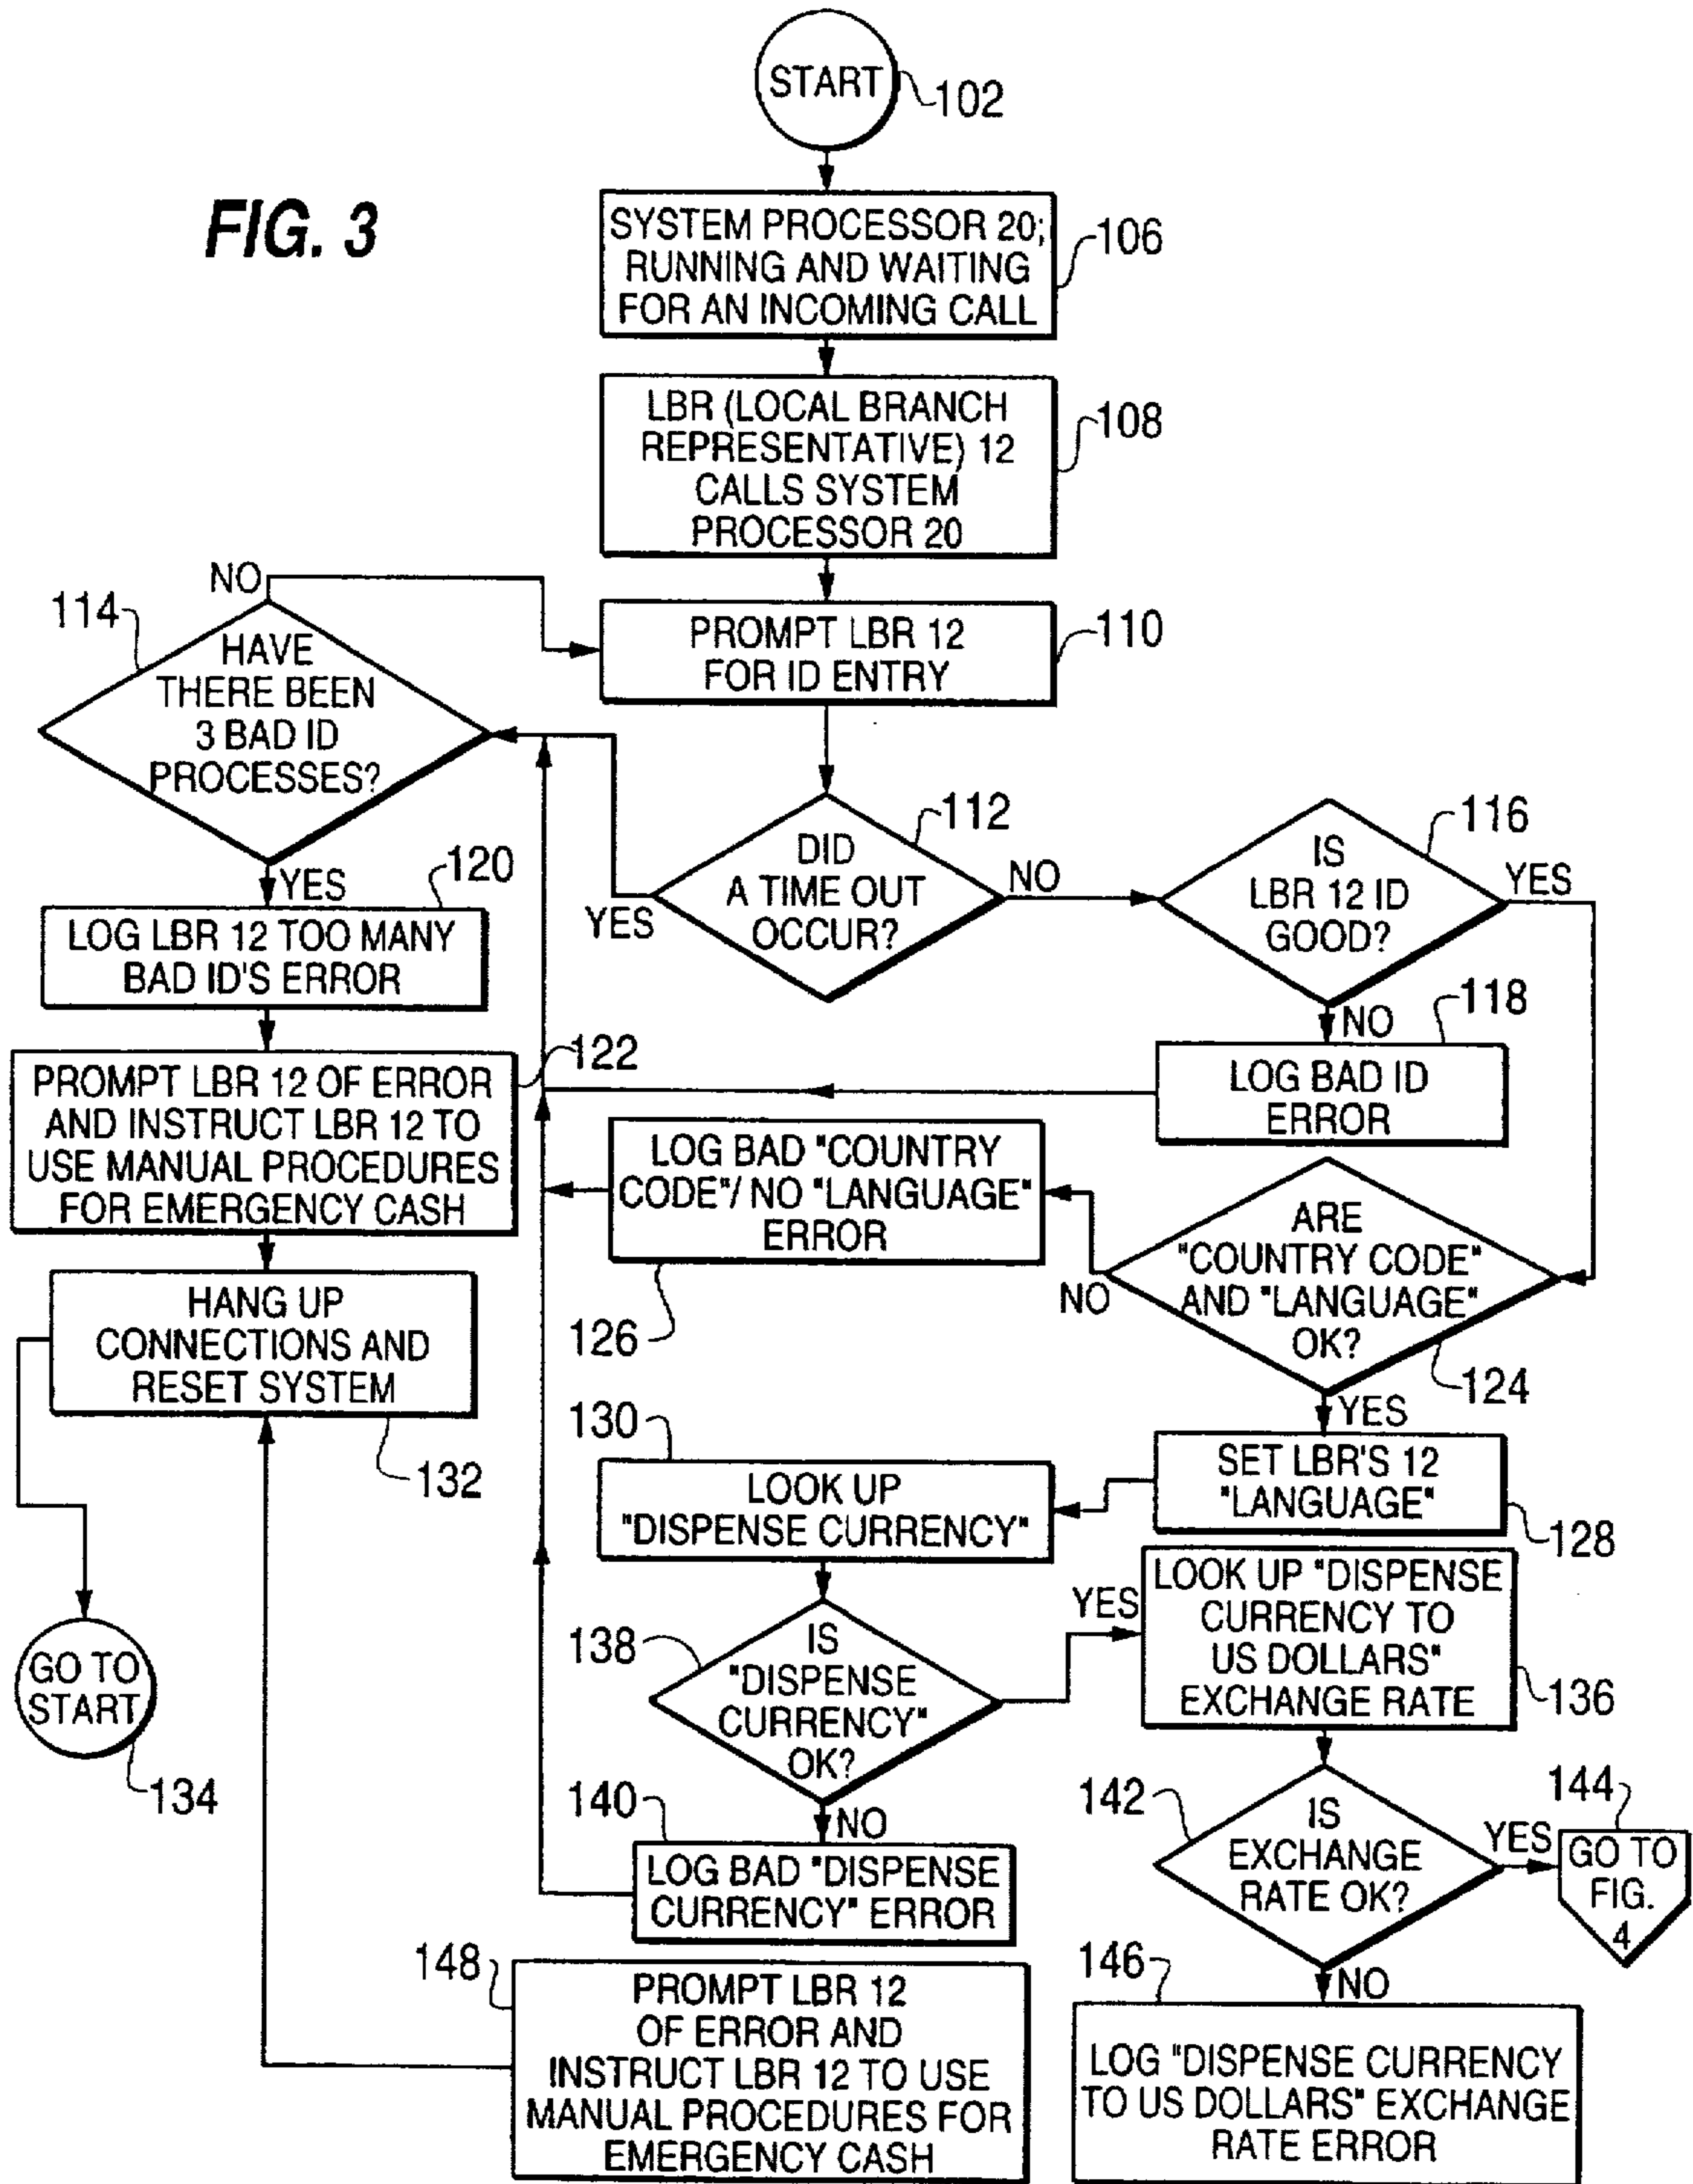 FIG. 3
START
102
SYSTEM PROCESSOR 20;
RUNNING AND WAITING
FOR AN INCOMING CALL
106
LBR (LOCAL BRANCH
REPRESENTATIVE) 12
CALLS SYSTEM
PROCESSOR 20
108
NO
114
HAVE
THERE BEEN
3 BAD ID
PROCESSES?
PROMPT LBR 12
FOR ID ENTRY
110
YES
120
LOG LBR 12 TOO MANY
BAD ID'S ERROR
DID
A TIME OUT
OCCUR?
112
YES
NO
IS
LBR 12 ID
GOOD?
116
YES
NO
118
LOG BAD ID
ERROR
122
PROMPT LBR 12 OF ERROR
AND INSTRUCT LBR 12 TO
USE MANUAL PROCEDURES
FOR EMERGENCY CASH
LOG BAD "COUNTRY
CODE"/ NO "LANGUAGE"
ERROR
126
ARE
"COUNTRY CODE"
AND "LANGUAGE"
OK?
NO
124
YES
HANG UP
CONNECTIONS AND
RESET SYSTEM
132
130
LOOK UP
"DISPENSE CURRENCY"
SET LBR'S 12
"LANGUAGE"
128
GO TO
START
134
138
IS
"DISPENSE
CURRENCY"
OK?
YES
LOOK UP "DISPENSE
CURRENCY TO
US DOLLARS"
EXCHANGE RATE
136
140
NO
LOG BAD "DISPENSE
CURRENCY" ERROR
142
IS
EXCHANGE
RATE OK?
YES
144
GO TO
FIG.
4
148
PROMPT LBR 12
OF ERROR AND
INSTRUCT LBR 12 TO USE
MANUAL PROCEDURES FOR
EMERGENCY CASH
146
NO
LOG "DISPENSE CURRENCY
TO US DOLLARS" EXCHANGE
RATE ERROR